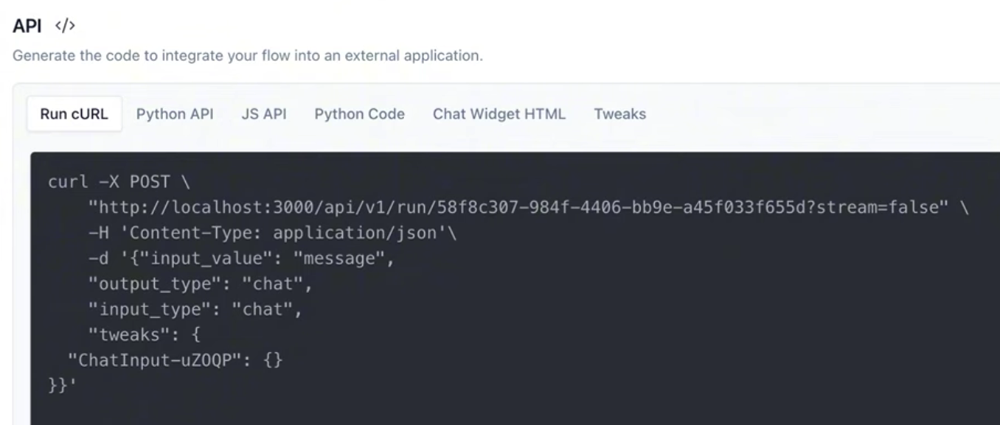 API </>
Generate the code to integrate your flow into an external application.
Run cURL Python API JS API Python Code Chat Widget HTML Tweaks
curl -X POST \
    "http://localhost:3000/api/v1/run/58f8c307-984f-4406-bb9e-a45f033f655d?stream=false" \
    -H 'Content-Type: application/json'\
    -d '{"input_value": "message",
    "output_type": "chat",
    "input_type": "chat",
    "tweaks": {
  "ChatInput-uZOQP": {}
}}'